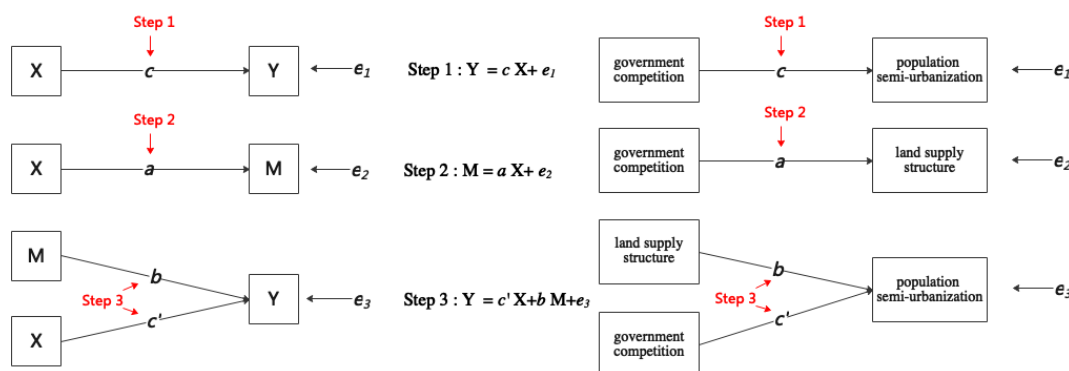 Step 1
X
c
Y
e1
Step 1 : Y = c X+ e1
Step 1
government
competition
c
population
semi-urbanization
e1
Step 2
X
a
M
e2
Step 2 : M = a X+ e2
Step 2
government
competition
a
land supply
structure
e2
M
b
Step 3
X
c'
Y
e3
Step 3 : Y = c' X+b M+e3
land supply
structure
b
Step 3
government
competition
c'
population
semi-urbanization
e3